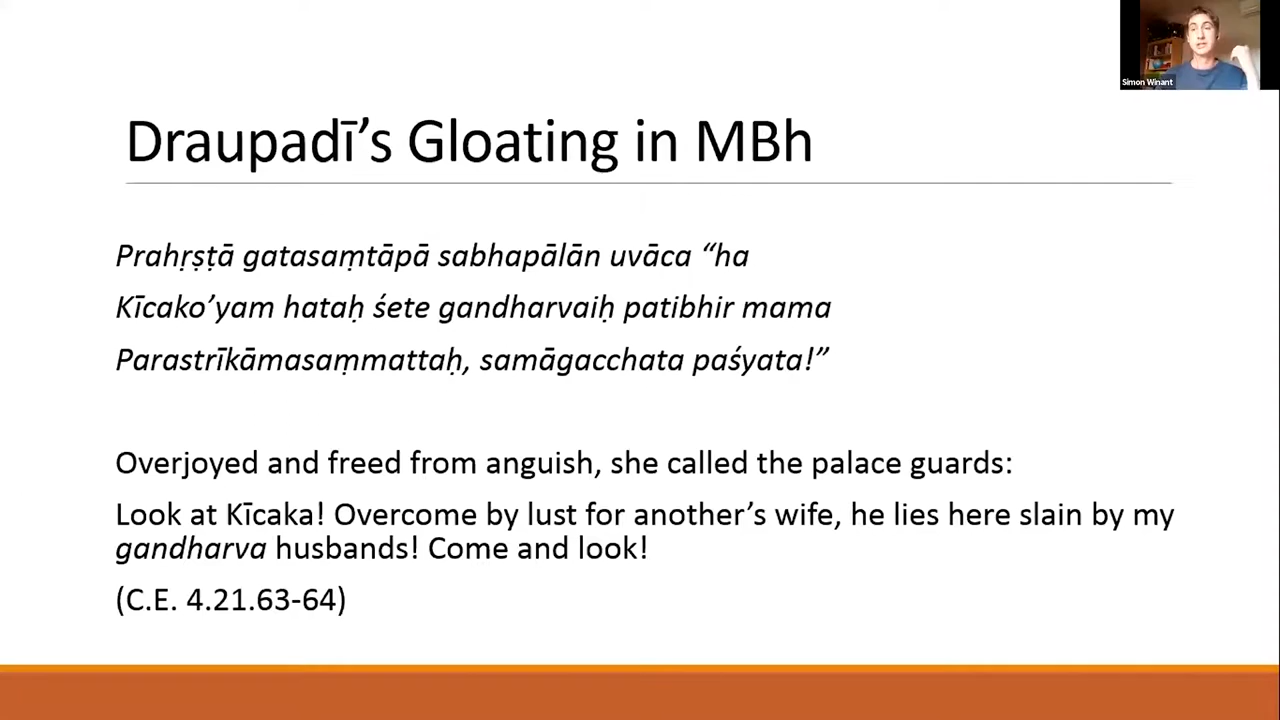 Simon Winant
Draupadī’s Gloating in MBh
Prahṛṣṭā gatasaṃtāpā sabhapālān uvāca “ha
Kīcako’yam hataḥ śete gandharvaiḥ patibhir mama
Parastrīkāmasaṃmattaḥ, samāgacchata paśyata!”
Overjoyed and freed from anguish, she called the palace guards:
Look at Kīcaka! Overcome by lust for another’s wife, he lies here slain by my
gandharva husbands! Come and look!
(C.E. 4.21.63-64)